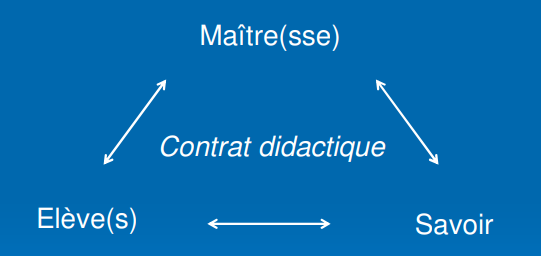 Maître(sse)
Contrat didactique
Elève(s)
Savoir